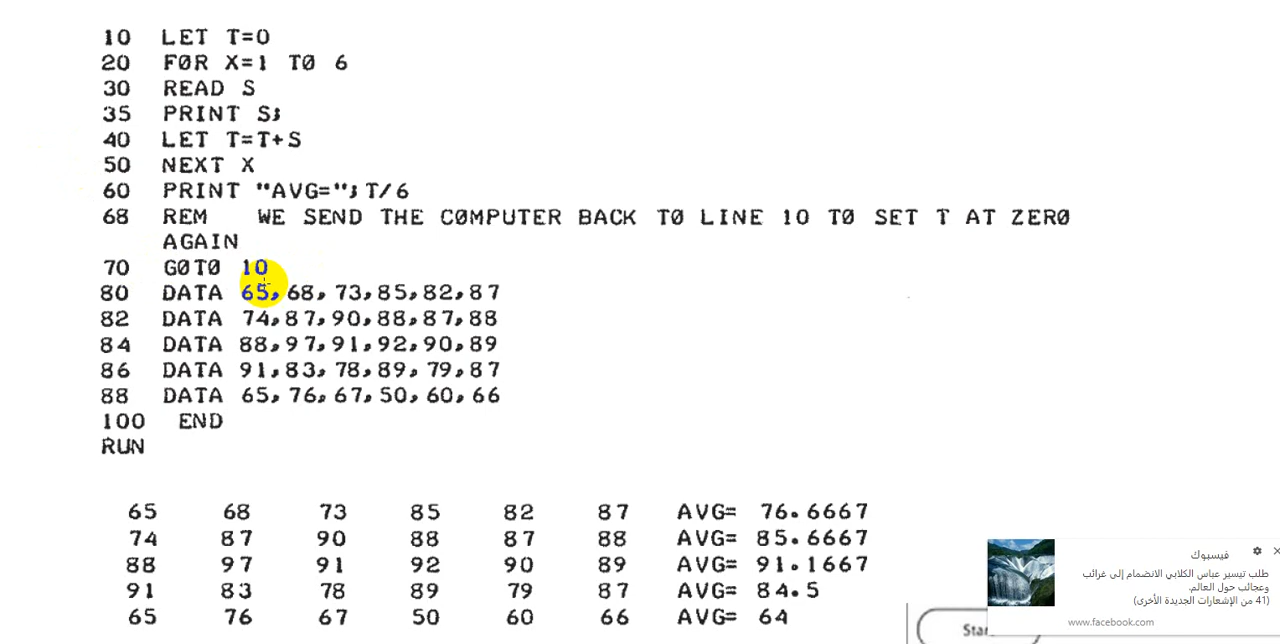 10 LET T=0
20 FØR X=1 TØ 6
30 READ S
35 PRINT S;
40 LET T=T+S
50 NEXT X
60 PRINT "AVG=";T/6
68 REM WE SEND THE CØMPUTER BACK TØ LINE 10 TØ SET T AT ZERØ
AGAIN
70 GØTØ 10
80 DATA 65,68,73,85,82,87
82 DATA 74,87,90,88,87,88
84 DATA 88,97,91,92,90,89
86 DATA 91,83,78,89,79,87
88 DATA 65,76,67,50,60,66
100 END
RUN
65 68 73 85 82 87 AVG= 76.6667
74 87 90 88 87 88 AVG= 85.6667
88 97 91 92 90 89 AVG= 91.1667
91 83 78 89 79 87 AVG= 84.5
65 76 67 50 60 66 AVG= 64
فيسبوك
طلب تيسير عباس الكلابي الانضمام إلى غرائب
وعجائب حول العالم.
(41 من الإشعارات الجديدة الأخرى)
www.facebook.com